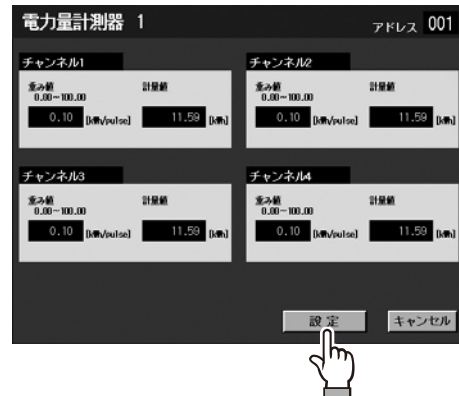 電力量計測器 1
アドレス 001
チャンネル1
重み値
0.00~100.00
計量値
0.10 [kWh/pulse] 11.59 [kWh]
チャンネル2
重み値
0.00~100.00
計量値
0.10 [kWh/pulse] 11.59 [kWh]
チャンネル3
重み値
0.00~100.00
計量値
0.10 [kWh/pulse] 11.59 [kWh]
チャンネル4
重み値
0.00~100.00
計量値
0.10 [kWh/pulse] 11.59 [kWh]
設定
キャンセル